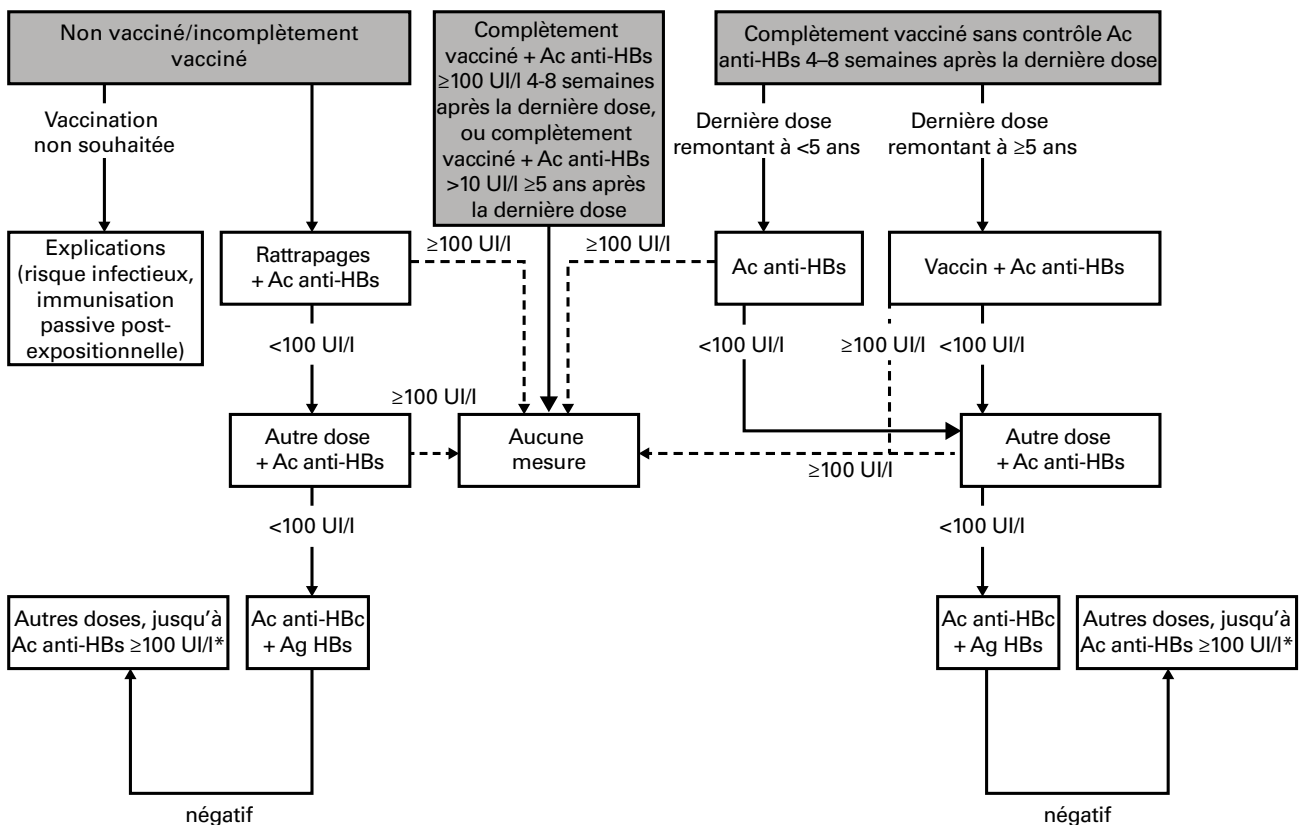 Non vacciné/incomplètement
vacciné
Complètement
vacciné + Ac anti-HBs
≥100 UI/l 4-8 semaines
après la dernière dose,
ou complètement
vacciné + Ac anti-HBs
>10 UI/l ≥5 ans après
la dernière dose
Complètement vacciné sans contrôle Ac
anti-HBs 4–8 semaines après la dernière dose
Vaccination
non souhaitée
Dernière dose
remontant à <5 ans
Dernière dose
remontant à ≥5 ans
Explications
(risque infectieux,
immunisation
passive post-
expositionnelle)
Rattrapages
+ Ac anti-HBs
≥100 UI/l
≥100 UI/l
Ac anti-HBs
Vaccin + Ac anti-HBs
<100 UI/l
<100 UI/l
≥100 UI/l
<100 UI/l
≥100 UI/l
Autre dose
+ Ac anti-HBs
Aucune
mesure
≥100 UI/l
Autre dose
+ Ac anti-HBs
<100 UI/l
<100 UI/l
Autres doses, jusqu’à
Ac anti-HBs ≥100 UI/l*
Ac anti-HBc
+ Ag HBs
Ac anti-HBc
+ Ag HBs
Autres doses, jusqu’à
Ac anti-HBs ≥100 UI/l*
négatif
négatif